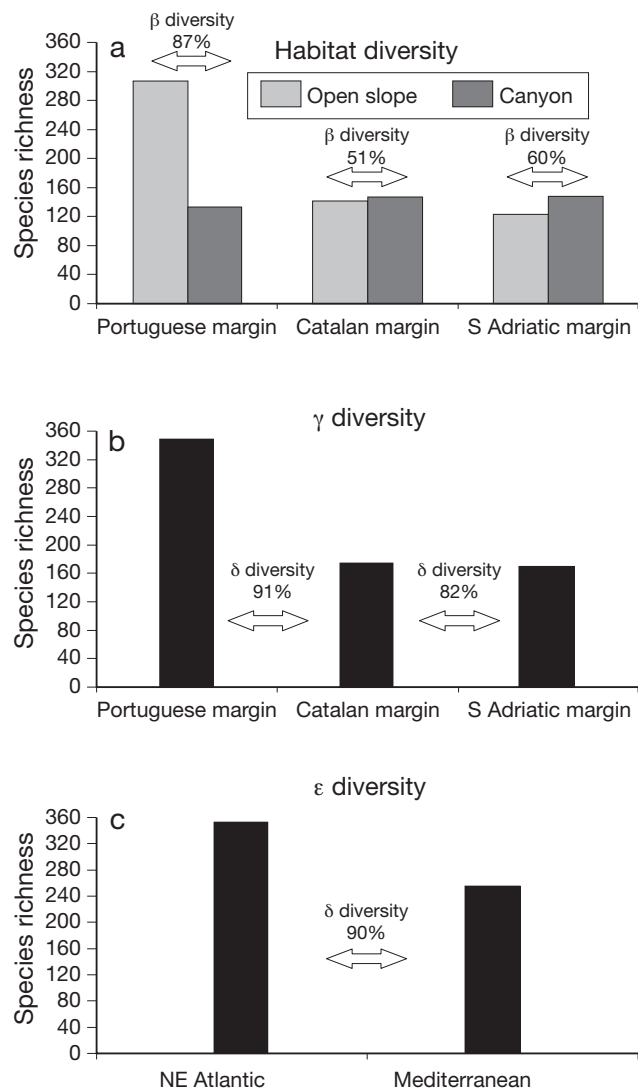 β diversity
87%
a
Habitat diversity
Open slope
Canyon
β diversity
51%
β diversity
60%
Species richness
360
320
280
240
200
160
120
80
40
0
Portuguese margin
Catalan margin
S Adriatic margin
γ diversity
b
Species richness
360
320
280
240
200
160
120
80
40
0
δ diversity
91%
δ diversity
82%
Portuguese margin
Catalan margin
S Adriatic margin
ε diversity
c
Species richness
360
320
280
240
200
160
120
80
40
0
δ diversity
90%
NE Atlantic
Mediterranean